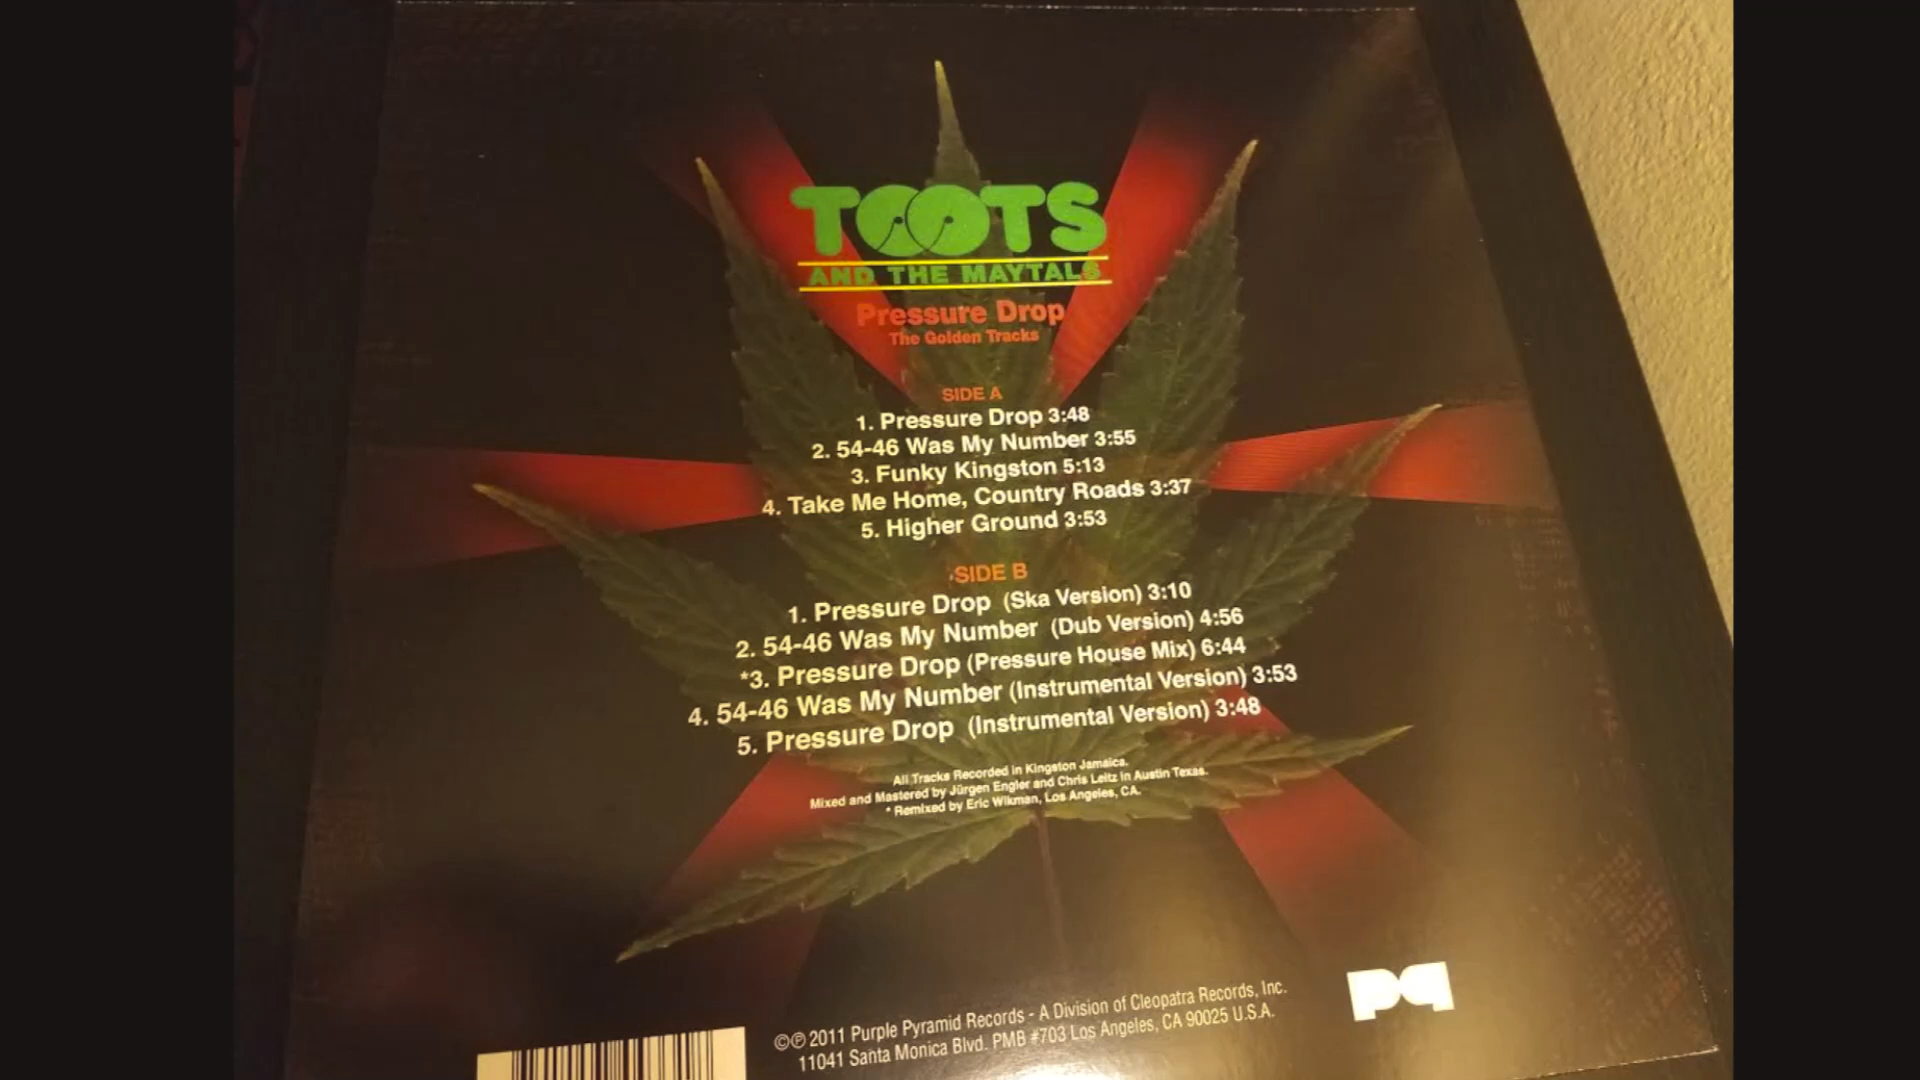 TOOTS
AND THE MAYTALS
Pressure Drop
The Golden Tracks
SIDE A
1. Pressure Drop 3:48
2. 54-46 Was My Number 3:55
3. Funky Kingston 5:13
4. Take Me Home, Country Roads 3:37
5. Higher Ground 3:53
SIDE B
1. Pressure Drop (Ska Version) 3:10
2. 54-46 Was My Number (Dub Version) 4:56
*3. Pressure Drop (Pressure House Mix) 6:44
4. 54-46 Was My Number (Instrumental Version) 3:53
5. Pressure Drop (Instrumental Version) 3:48
All Tracks Recorded in Kingston Jamaica.
Mixed and Mastered by Jürgen Engler and Chris Leitz in Austin Texas.
* Remixed by Eric Wikman, Los Angeles, CA.
©℗ 2011 Purple Pyramid Records - A Division of Cleopatra Records, Inc.
11041 Santa Monica Blvd. PMB #703 Los Angeles, CA 90025 U.S.A.